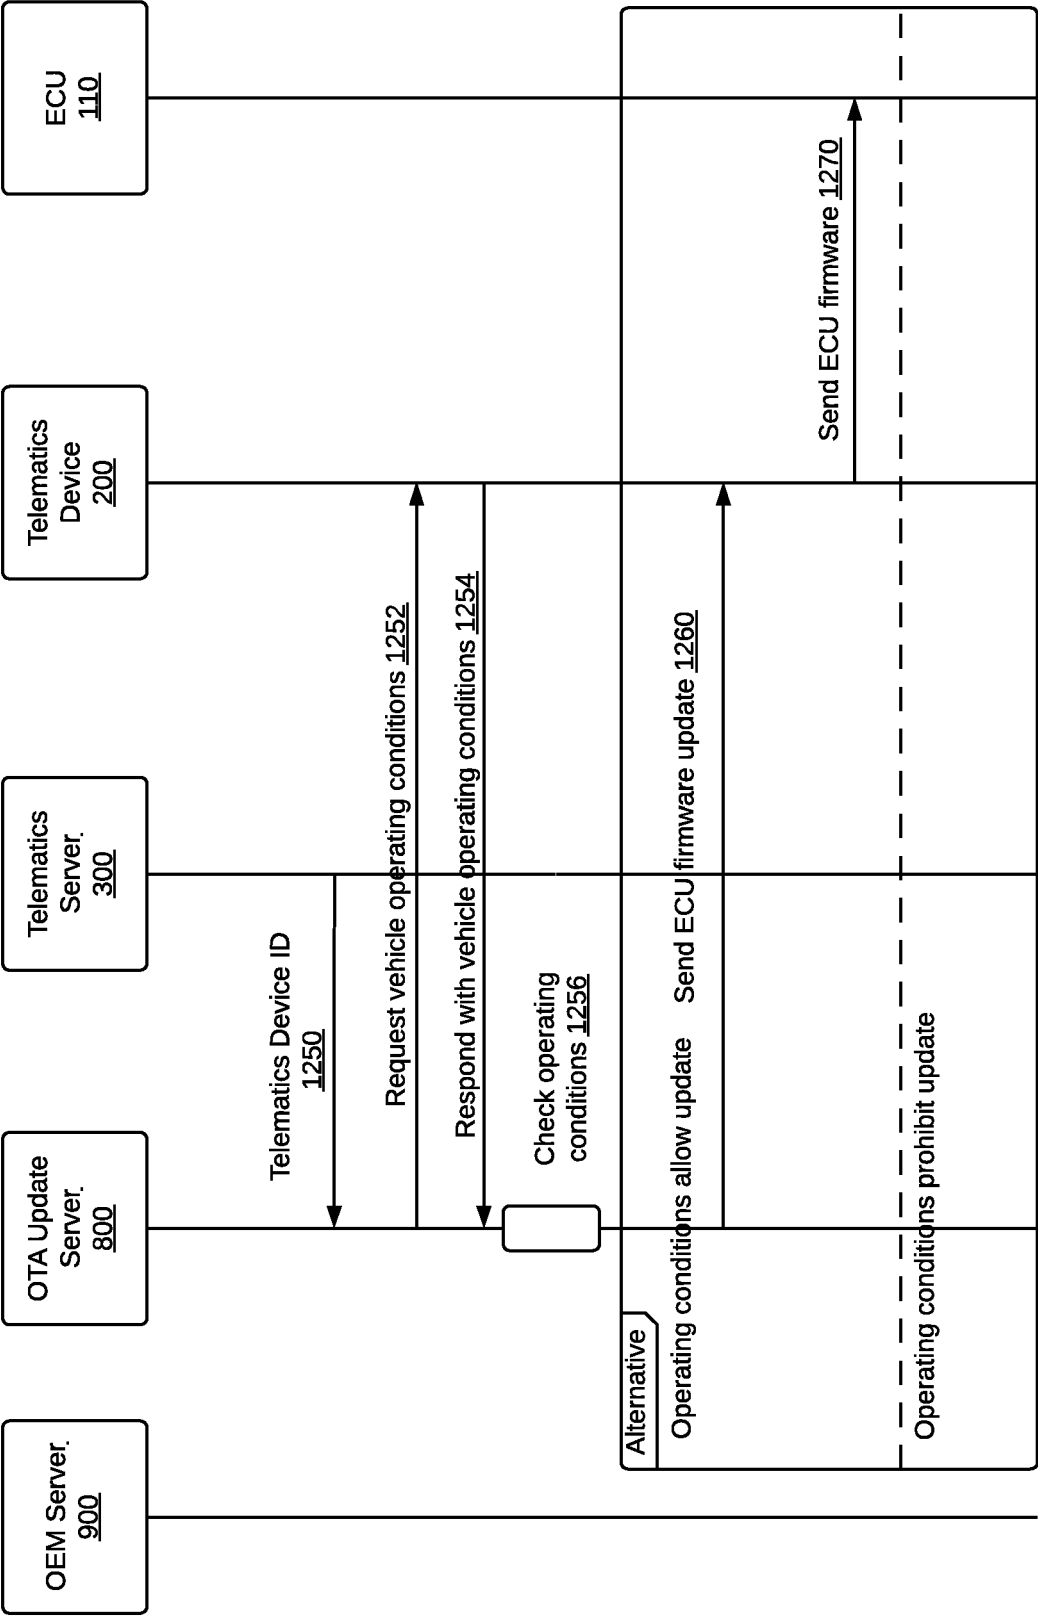 OEM Server.
900
OTA Update
Server.
800
Telematics
Server.
300
Telematics
Device
200
ECU
110
Telematics Device ID
1250
Request vehicle operating conditions 1252
Respond with vehicle operating conditions 1254
Check operating
conditions 1256
Alternative
Operating conditions allow update
Send ECU firmware update 1260
Send ECU firmware 1270
Operating conditions prohibit update